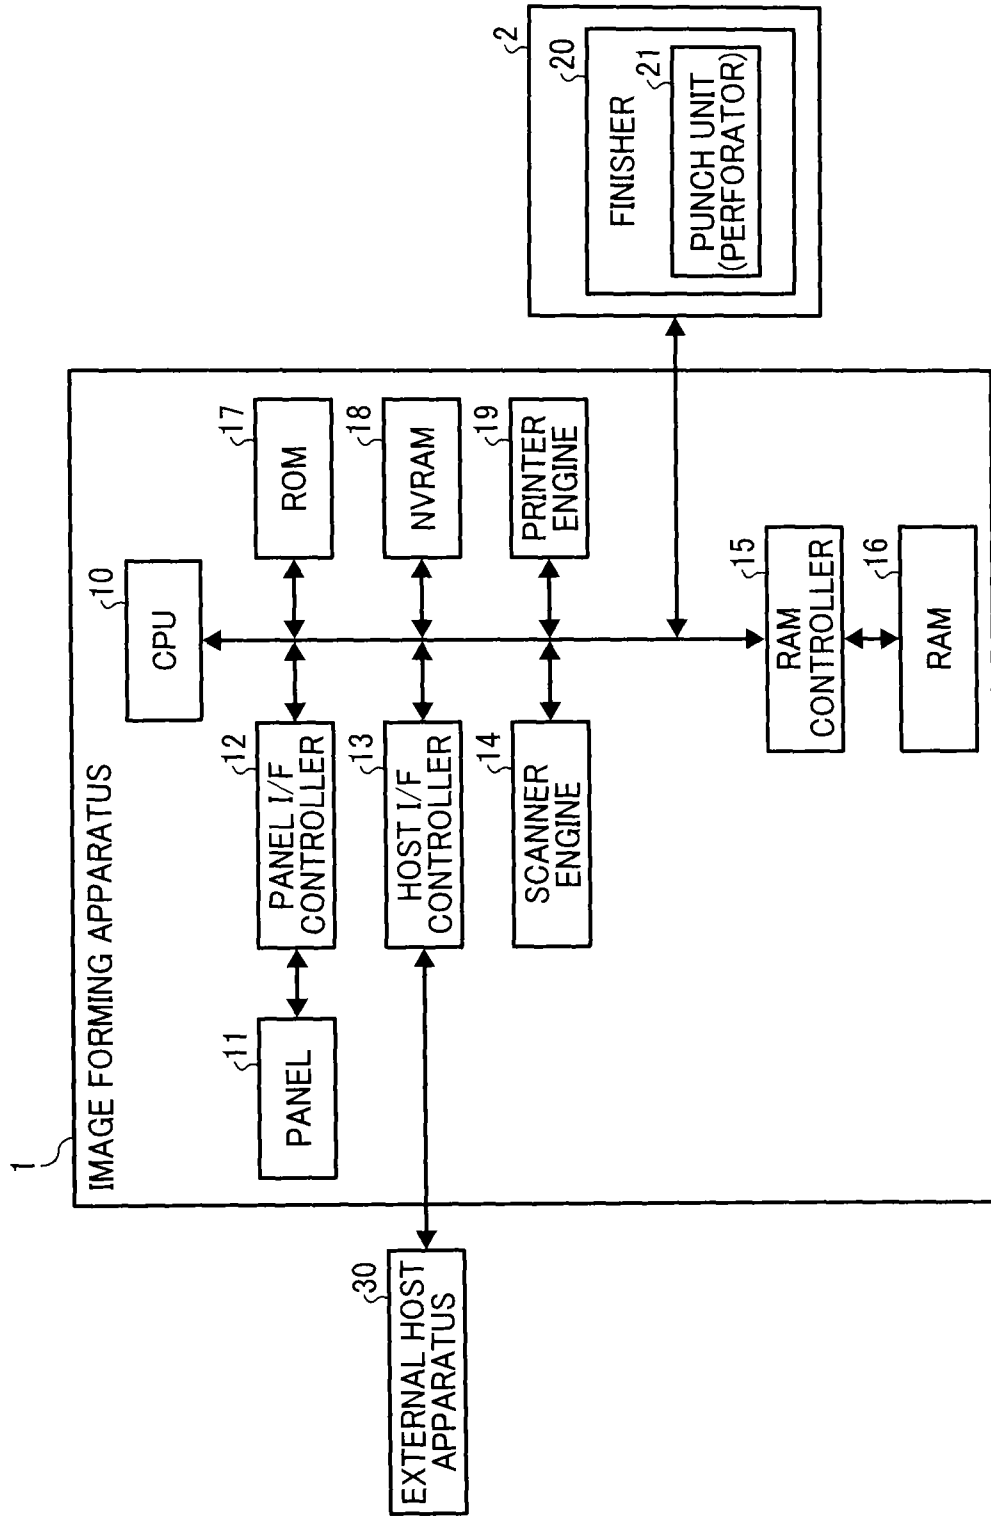 1
IMAGE FORMING APPARATUS
10
CPU
11
PANEL
12
PANEL I/F
CONTROLLER
17
ROM
30
EXTERNAL HOST
APPARATUS
13
HOST I/F
CONTROLLER
18
NVRAM
14
SCANNER
ENGINE
19
PRINTER
ENGINE
2
20
FINISHER
21
PUNCH UNIT
(PERFORATOR)
15
RAM
CONTROLLER
16
RAM